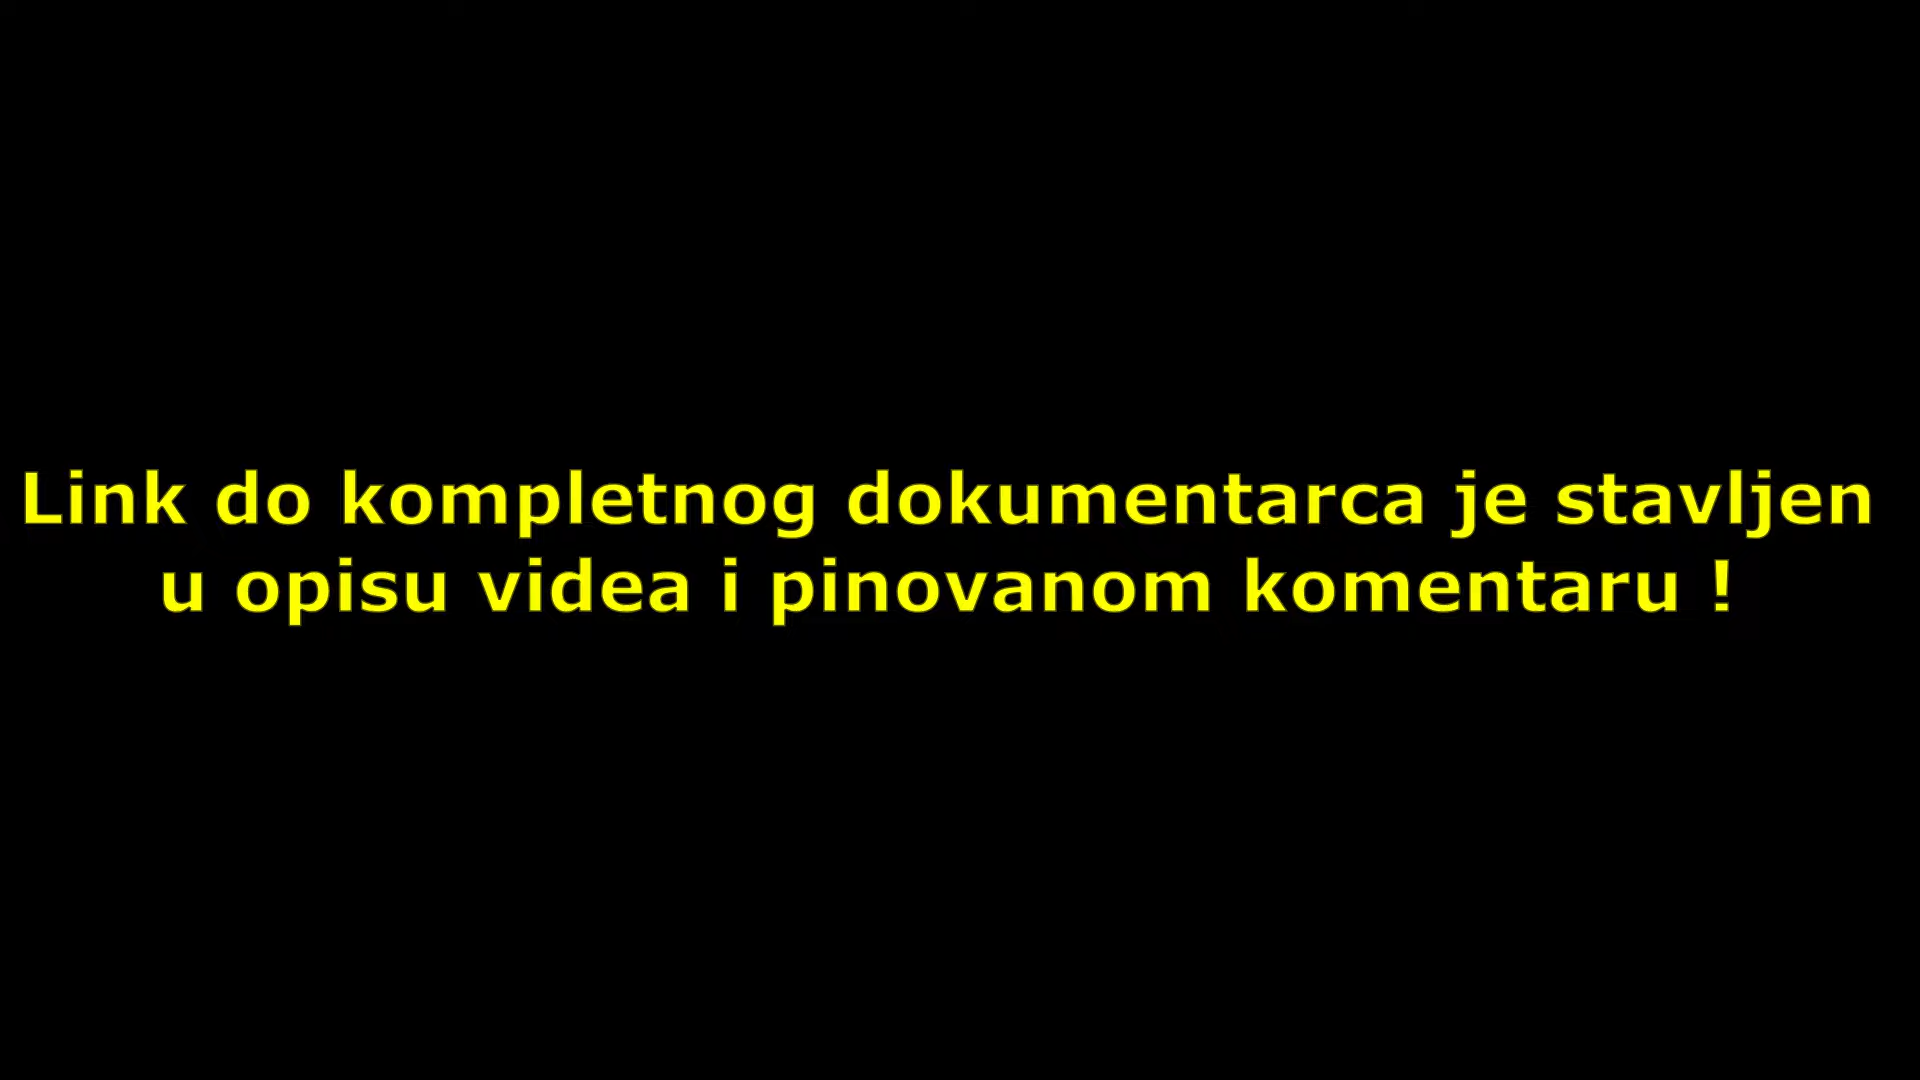 Link do kompletnog dokumentarca je stavljen
u opisu videa i pinovanom komentaru !